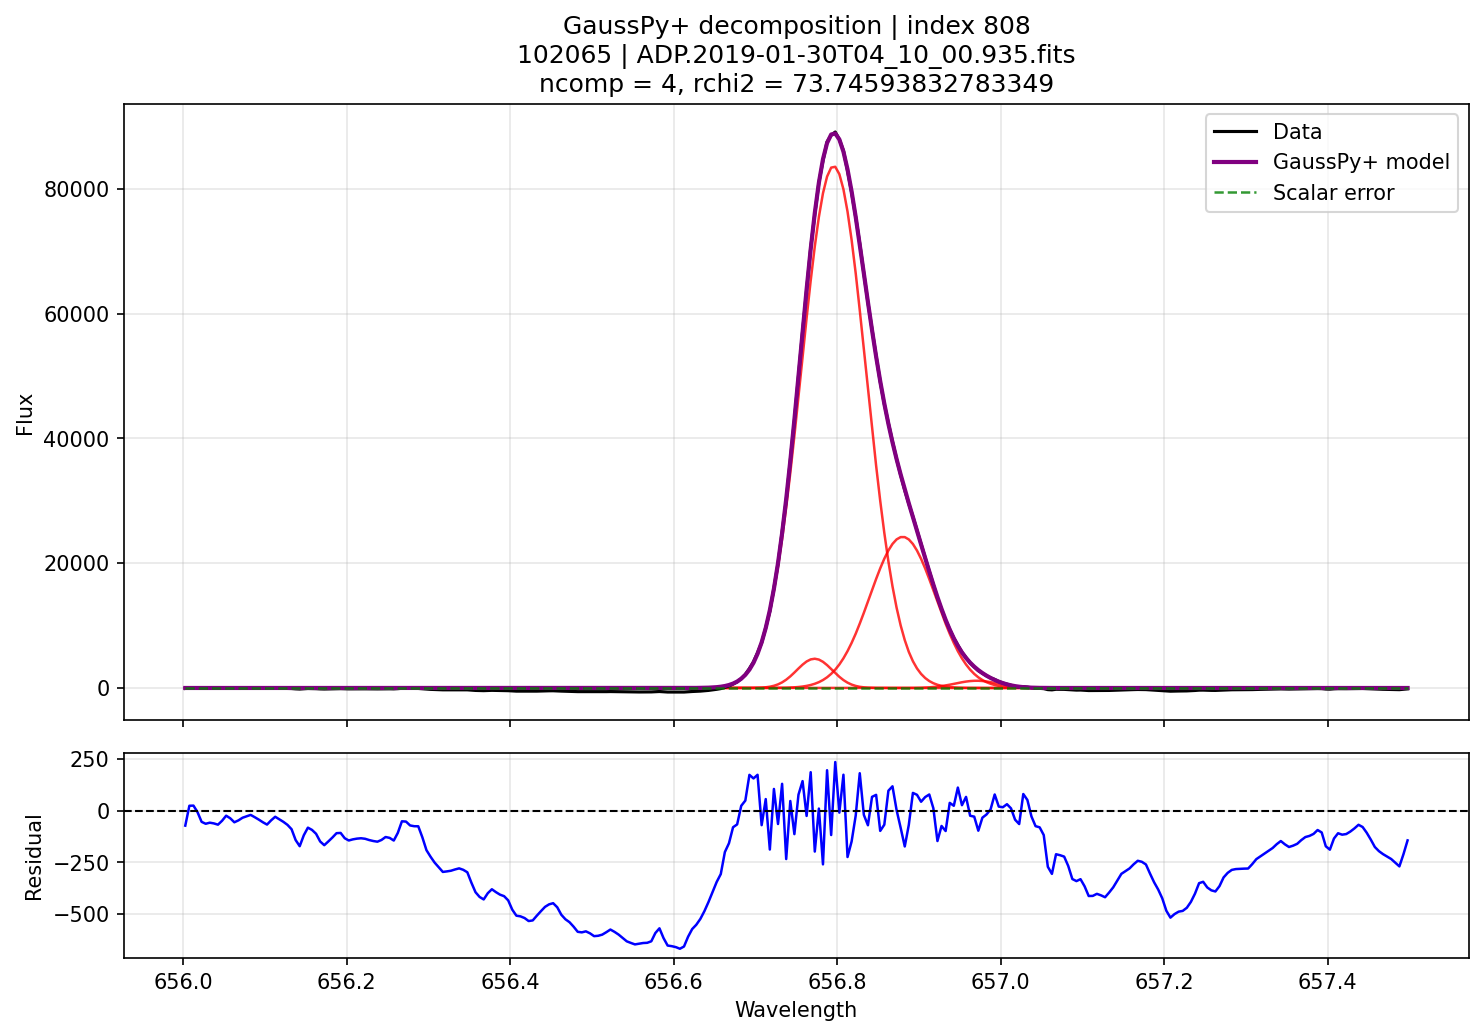 GaussPy+ decomposition | index 808
102065 | ADP.2019-01-30T04_10_00.935.fits
ncomp = 4, rchi2 = 73.74593832783349
Data
GaussPy+ model
Scalar error
Flux
80000
60000
40000
20000
0
Residual
250
0
−250
−500
656.0 656.2 656.4 656.6 656.8 657.0 657.2 657.4
Wavelength